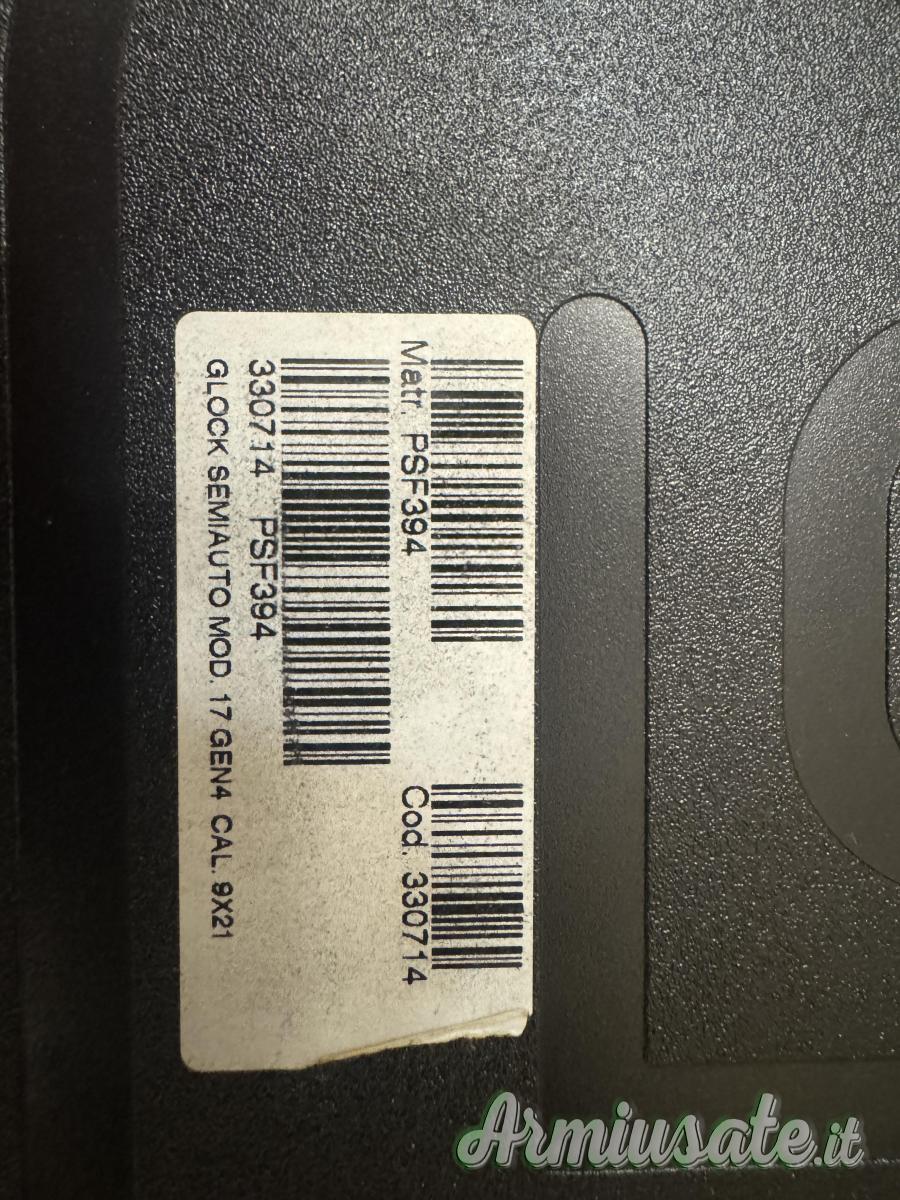 Matr. PSF394
Cod. 330714
330714 PSF394
GLOCK SEMIAUTO MOD. 17 GEN4 CAL. 9X21
Armiusate.it